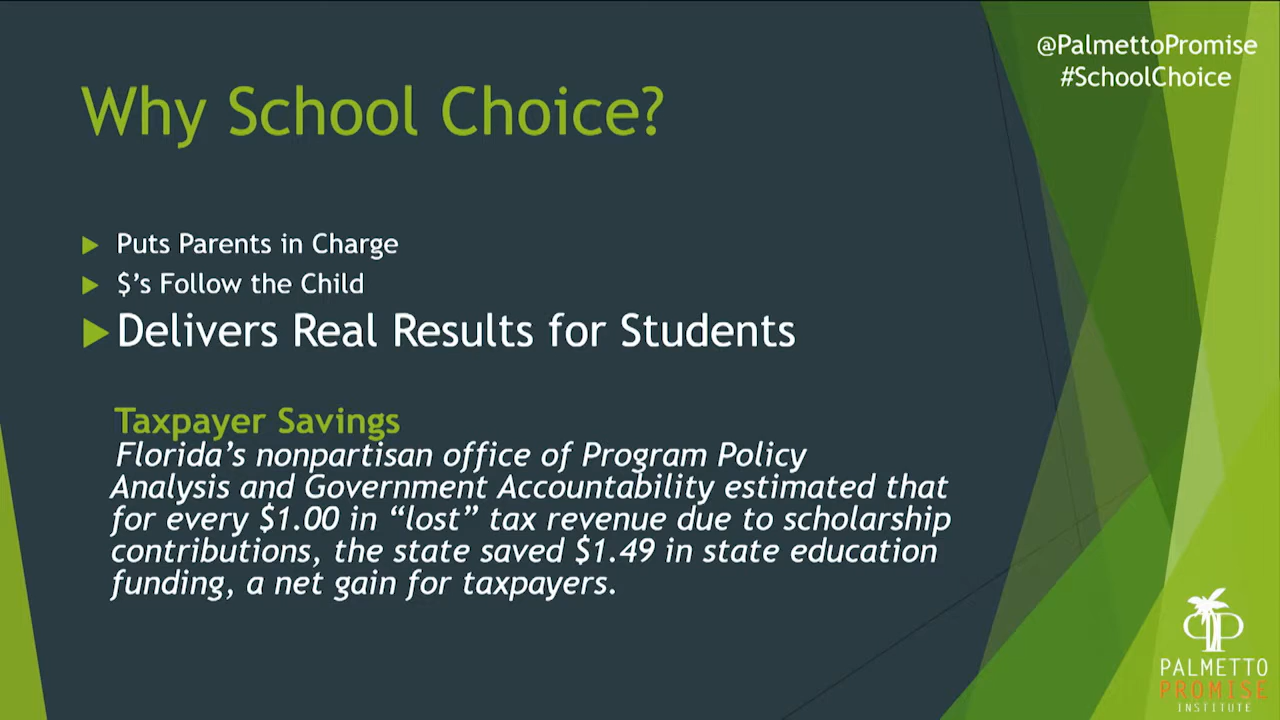 @PalmettoPromise
#SchoolChoice
Why School Choice?
Puts Parents in Charge
$’s Follow the Child
Delivers Real Results for Students
Taxpayer Savings
Florida’s nonpartisan office of Program Policy
Analysis and Government Accountability estimated that
for every $1.00 in “lost” tax revenue due to scholarship
contributions, the state saved $1.49 in state education
funding, a net gain for taxpayers.
PALMETTO
PROMISE
INSTITUTE